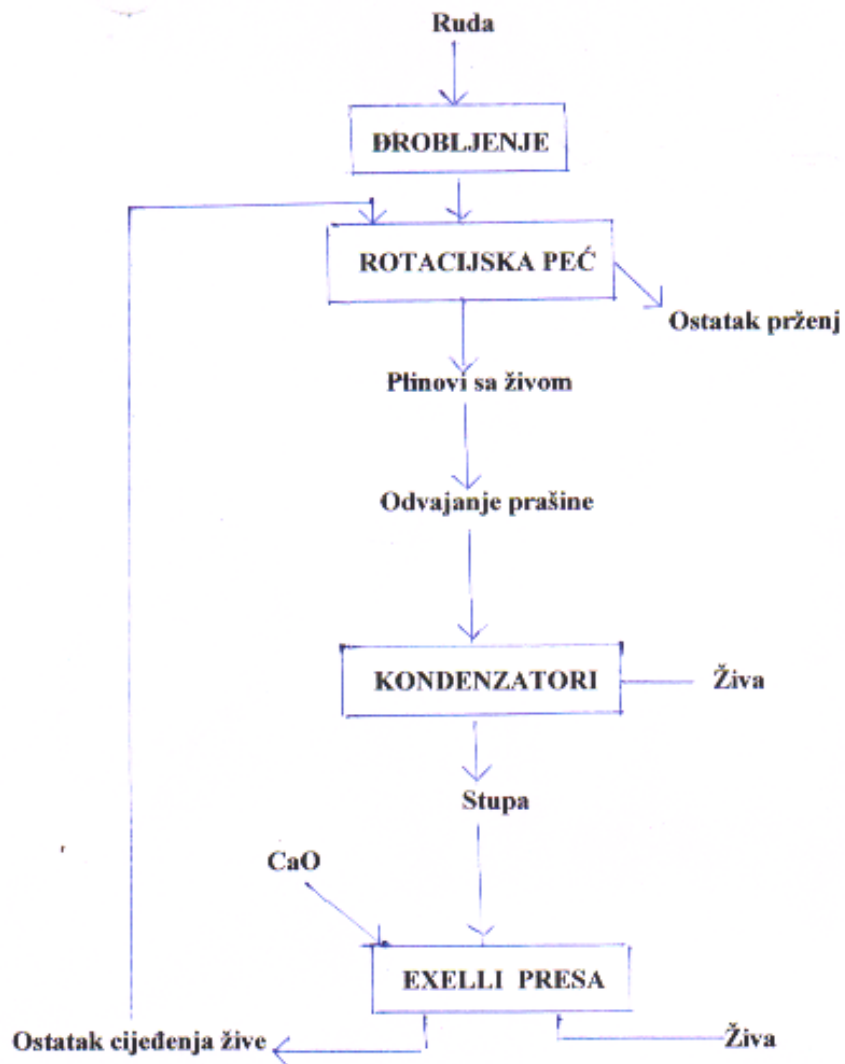 Ruda
DROBLJENJE
ROTACIJSKA PEĆ
Ostatak prženj
Plinovi sa živom
Odvajanje prašine
KONDENZATORI
Živa
Stupa
CaO
EXELLI PRESA
Ostatak cijeđenja žive
Živa